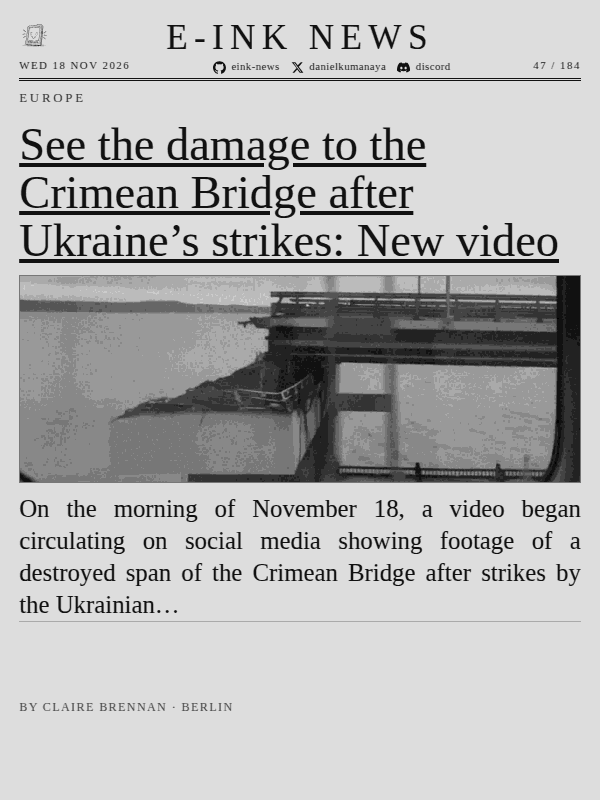 E-INK NEWS
WED 18 NOV 2026
eink-news
danielkumanaya
discord
47 / 184
EUROPE
See the damage to the
Crimean Bridge after
Ukraine’s strikes: New video
On the morning of November 18, a video began
circulating on social media showing footage of a
destroyed span of the Crimean Bridge after strikes by
the Ukrainian…
BY CLAIRE BRENNAN · BERLIN